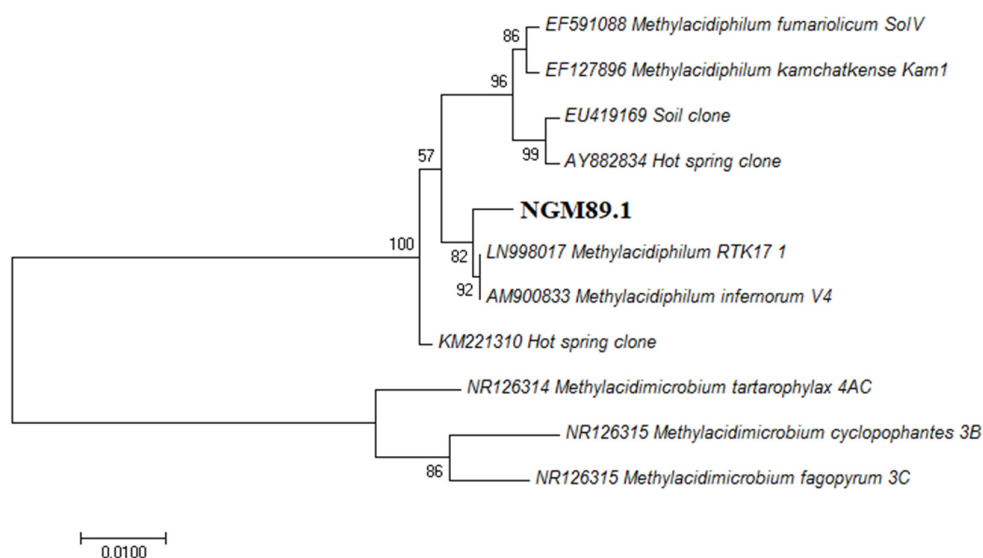 EF591088 Methylacidiphilum fumariolicum SolV
86
EF127896 Methylacidiphilum kamchatkense Kam1
96
EU419169 Soil clone
99
AY882834 Hot spring clone
57
NGM89.1
100
82
LN998017 Methylacidiphilum RTK17 1
92
AM900833 Methylacidiphilum infernorum V4
KM221310 Hot spring clone
NR126314 Methylacidimicrobium tartarophylax 4AC
NR126315 Methylacidimicrobium cyclopophantes 3B
86
NR126315 Methylacidimicrobium fagopyrum 3C
0.0100